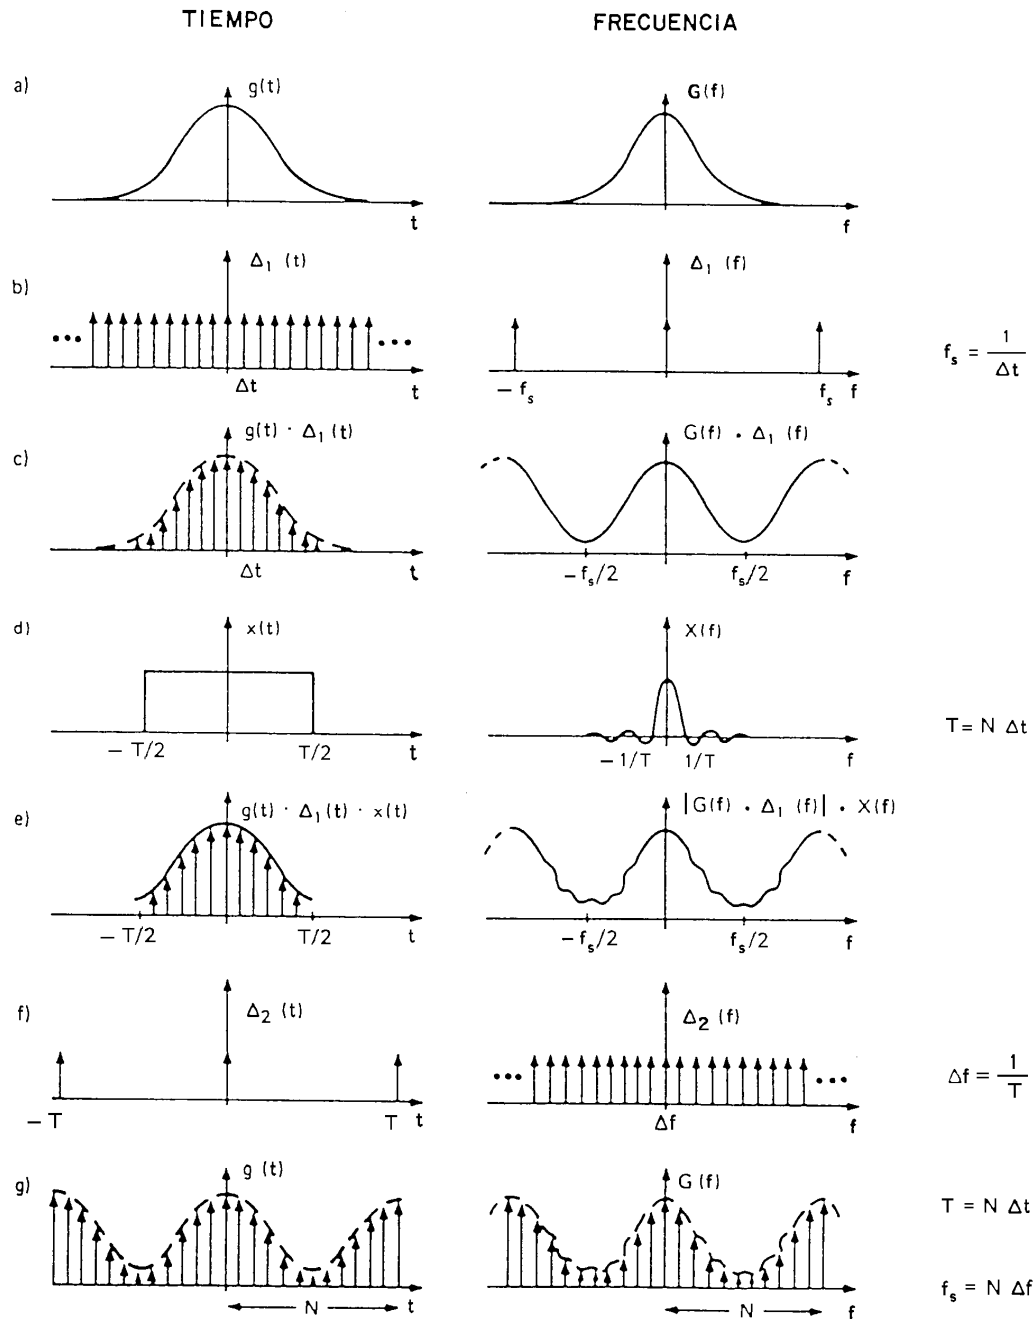 TIEMPO
FRECUENCIA
a)
g(t)
t
G(f)
f
b)
Δ₁ (t)
Δt
t
Δ₁ (f)
− fₛ
fₛ f
fₛ = 1/Δt
c)
g(t) · Δ₁(t)
Δt
t
G(f) • Δ₁ (f)
−fₛ/2
fₛ/2
f
d)
x(t)
− T/2
T/2
t
X(f)
− 1/T
1/T
f
T = N Δt
e)
g(t) · Δ₁(t) · x(t)
− T/2
T/2
t
|G(f) • Δ₁ (f)| • X(f)
−fₛ/2
fₛ/2
f
f)
Δ₂ (t)
− T
T t
Δ₂ (f)
Δf
f
Δf = 1/T
g)
g (t)
N
t
G(f)
N
f
T = N Δt
fₛ = N Δf